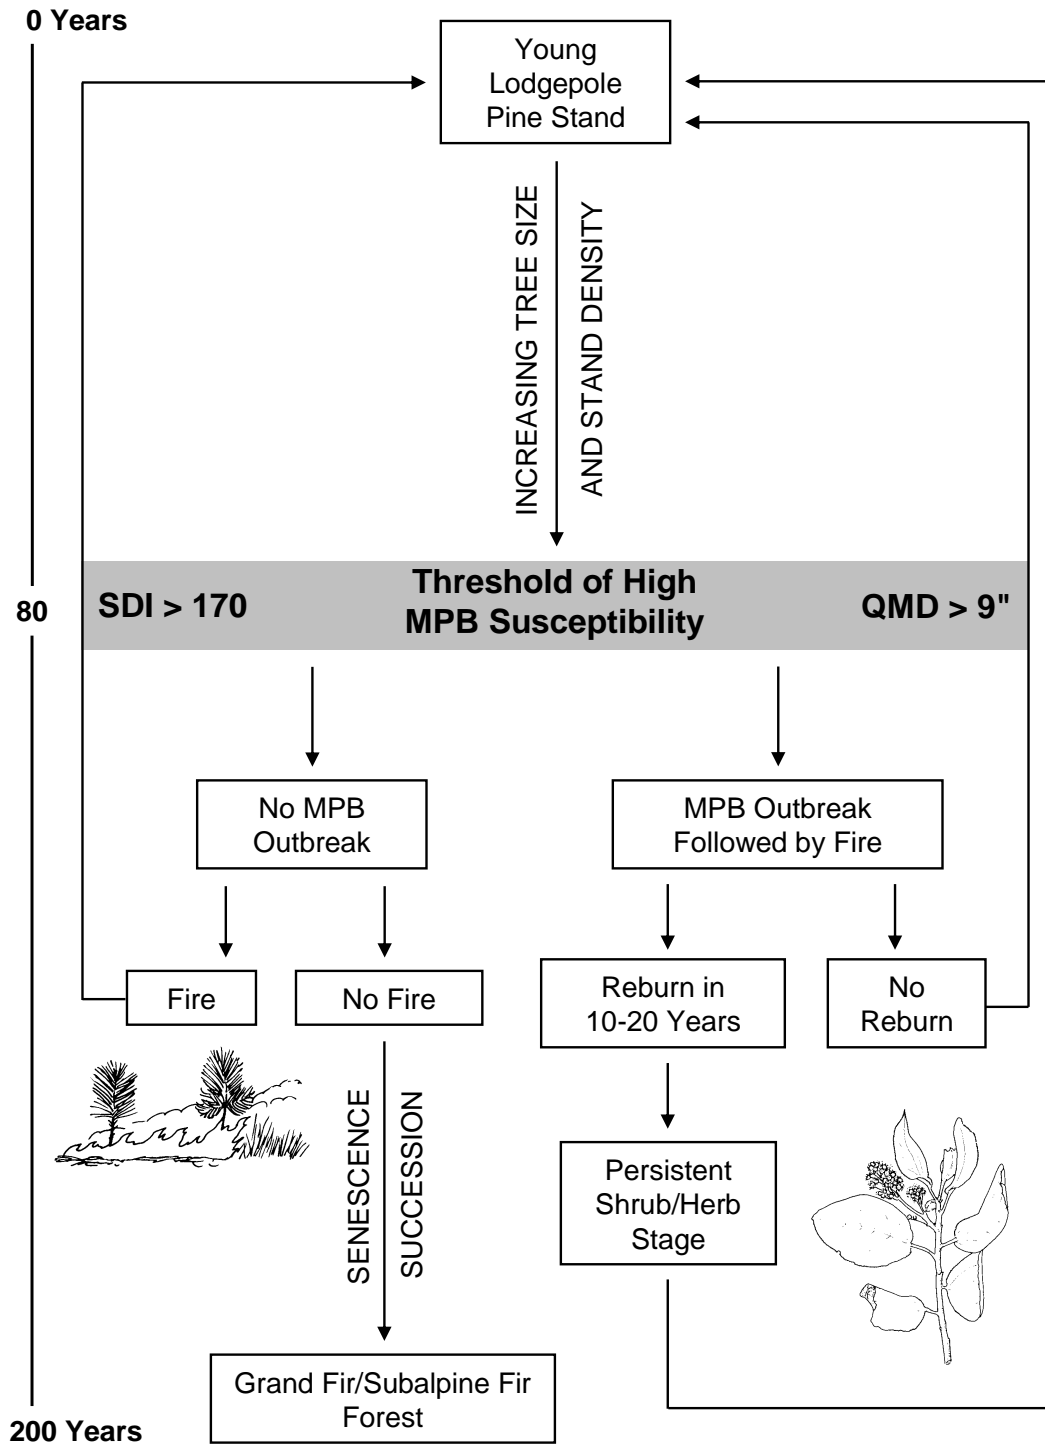 0 Years
Young
Lodgepole
Pine Stand
INCREASING TREE SIZE
AND STAND DENSITY
80
SDI > 170
Threshold of High
MPB Susceptibility
QMD > 9"
No MPB
Outbreak
MPB Outbreak
Followed by Fire
Fire
No Fire
Reburn in
10-20 Years
No
Reburn
SENESCENCE
SUCCESSION
Persistent
Shrub/Herb
Stage
Grand Fir/Subalpine Fir
Forest
200 Years